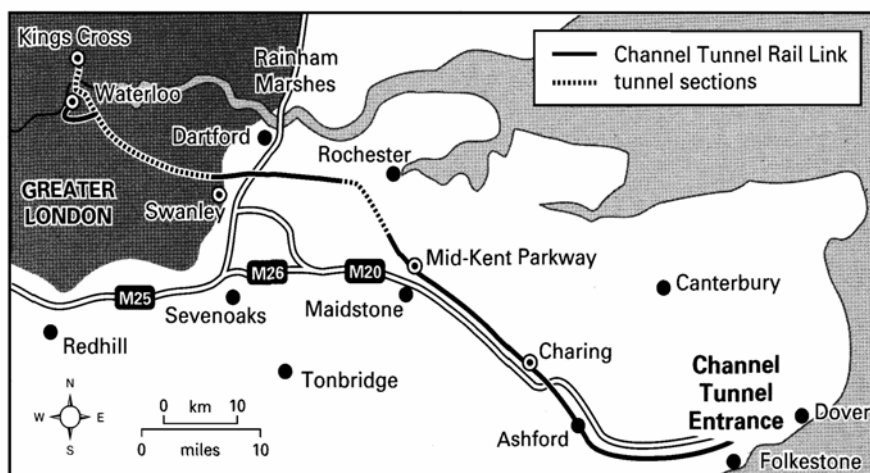 Kings Cross
Waterloo
Rainham
Marshes
Channel Tunnel Rail Link
tunnel sections
Dartford
Rochester
GREATER
LONDON
Swanley
Mid-Kent Parkway
M25
M26
M20
Canterbury
Sevenoaks
Maidstone
Redhill
Tonbridge
Charing
Channel
Tunnel
Entrance
Dover
Ashford
Folkestone
N
W E
S
0 km 10
0 miles 10